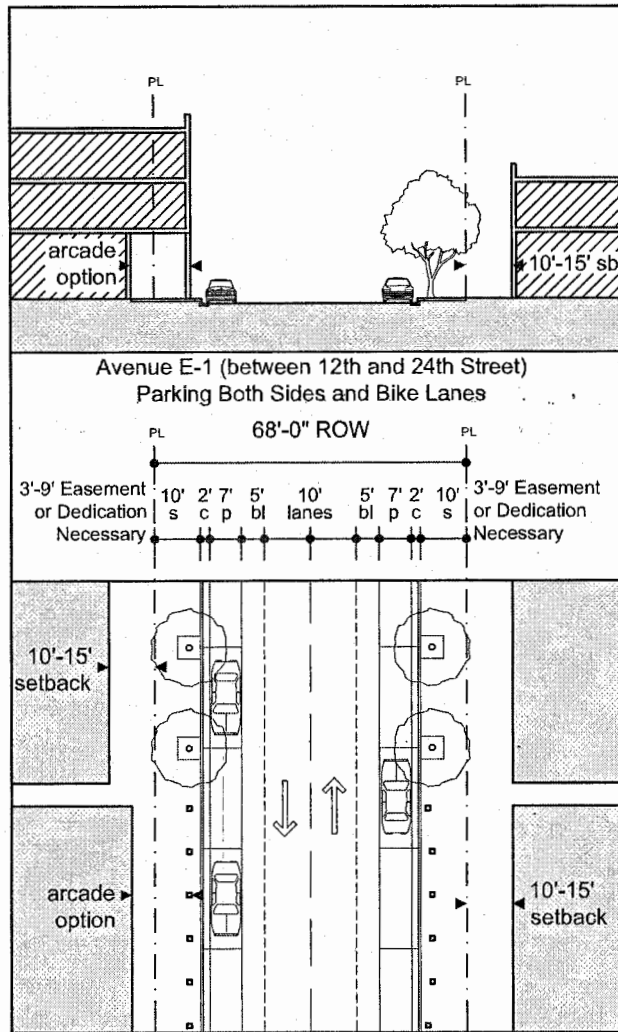 PL
PL
arcade
option
10'-15' sb
Avenue E-1 (between 12th and 24th Street)
Parking Both Sides and Bike Lanes
PL
68'-0" ROW
PL
3'-9' Easement
or Dedication
Necessary
10'
s
2'
c
7'
p
5'
bl
10'
lanes
5'
bl
7'
p
2'
c
10'
s
3'-9' Easement
or Dedication
Necessary
10'-15'
setback
arcade
option
10'-15'
setback